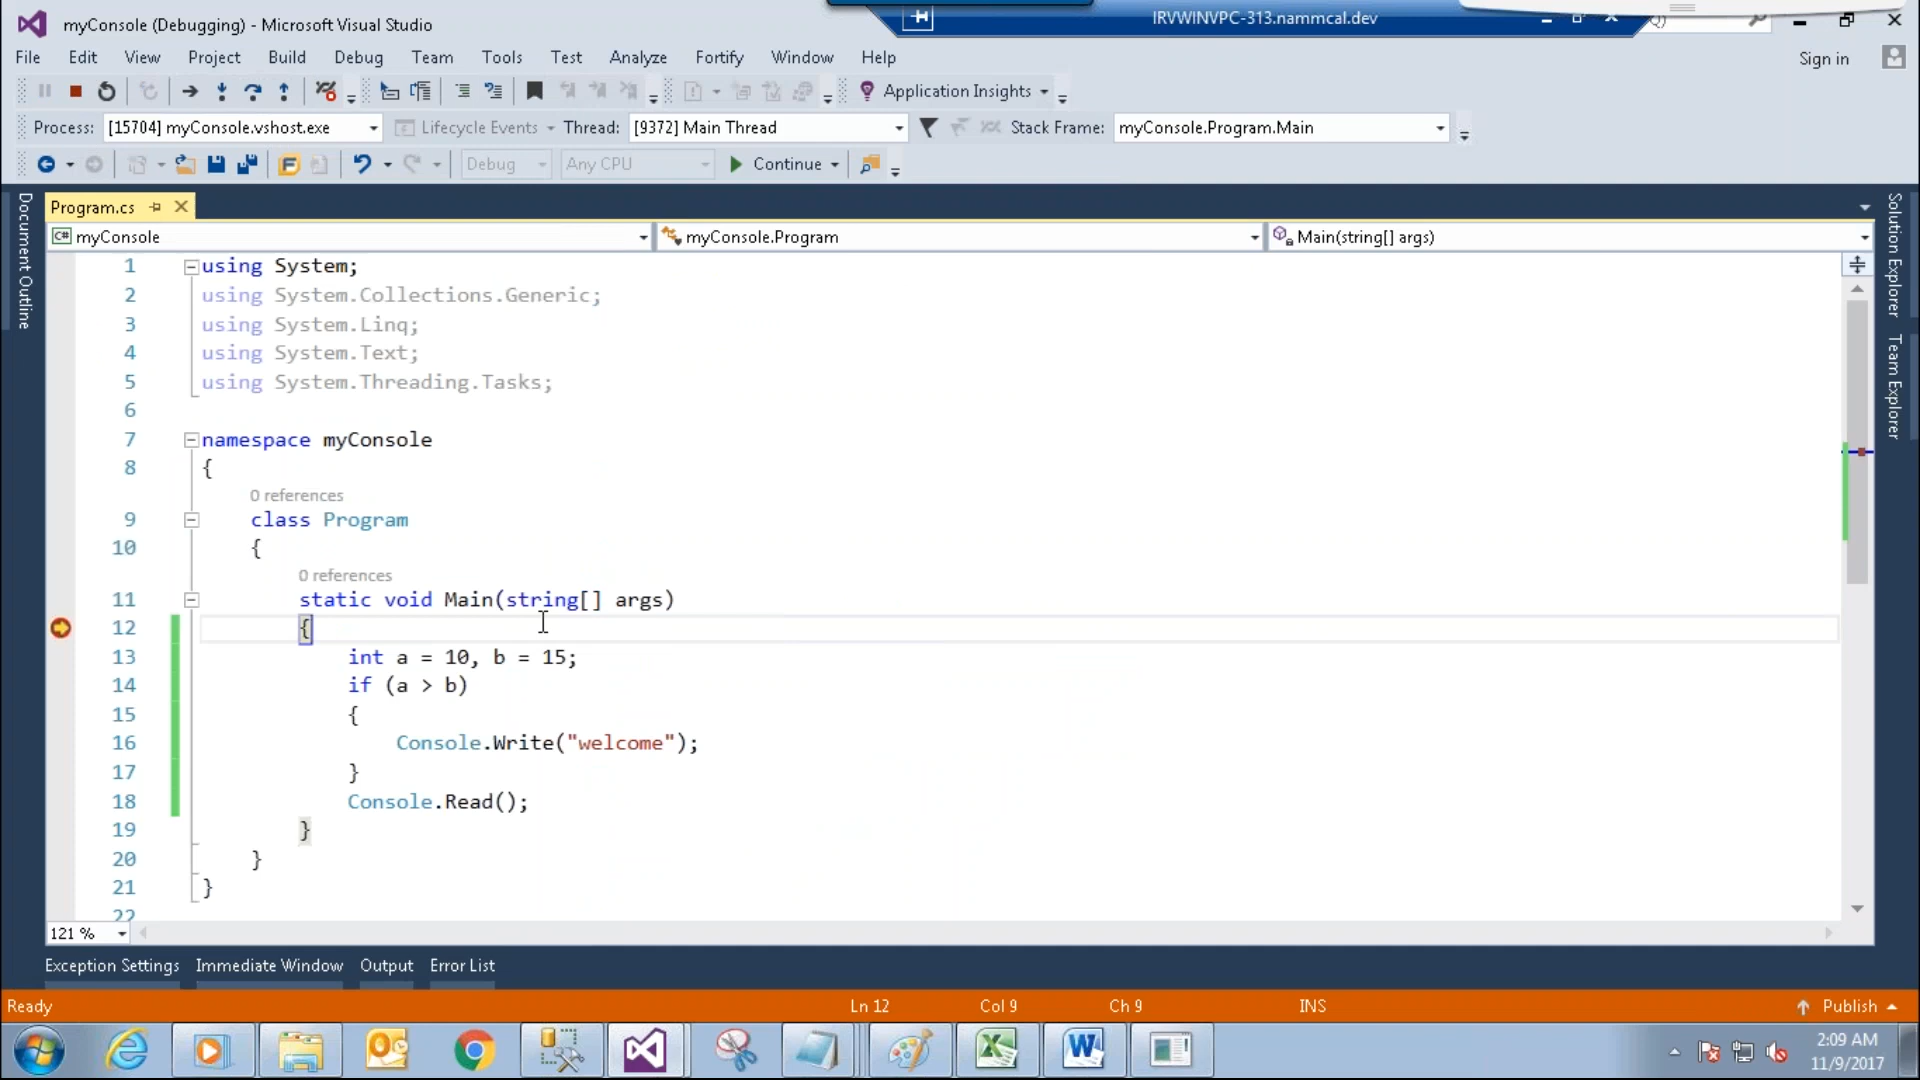 myConsole (Debugging) - Microsoft Visual Studio
IRVWINVPC-313.nammcal.dev
File Edit View Project Build Debug Team Tools Test Analyze Fortify Window Help
Sign in
Application Insights
Process: [15704] myConsole.vshost.exe Lifecycle Events Thread: [9372] Main Thread Stack Frame: myConsole.Program.Main
Debug Any CPU Continue
Document Outline
Solution Explorer
Team Explorer
Program.cs
C# myConsole myConsole.Program Main(string[] args)
1 using System;
2 using System.Collections.Generic;
3 using System.Linq;
4 using System.Text;
5 using System.Threading.Tasks;
6
7 namespace myConsole
8 {
0 references
9 class Program
10 {
0 references
11 static void Main(string[] args)
12 {
13 int a = 10, b = 15;
14 if (a > b)
15 {
16 Console.Write("welcome");
17 }
18 Console.Read();
19 }
20 }
21 }
22
121 %
Exception Settings Immediate Window Output Error List
Ready Ln 12 Col 9 Ch 9 INS Publish
2:09 AM
11/9/2017